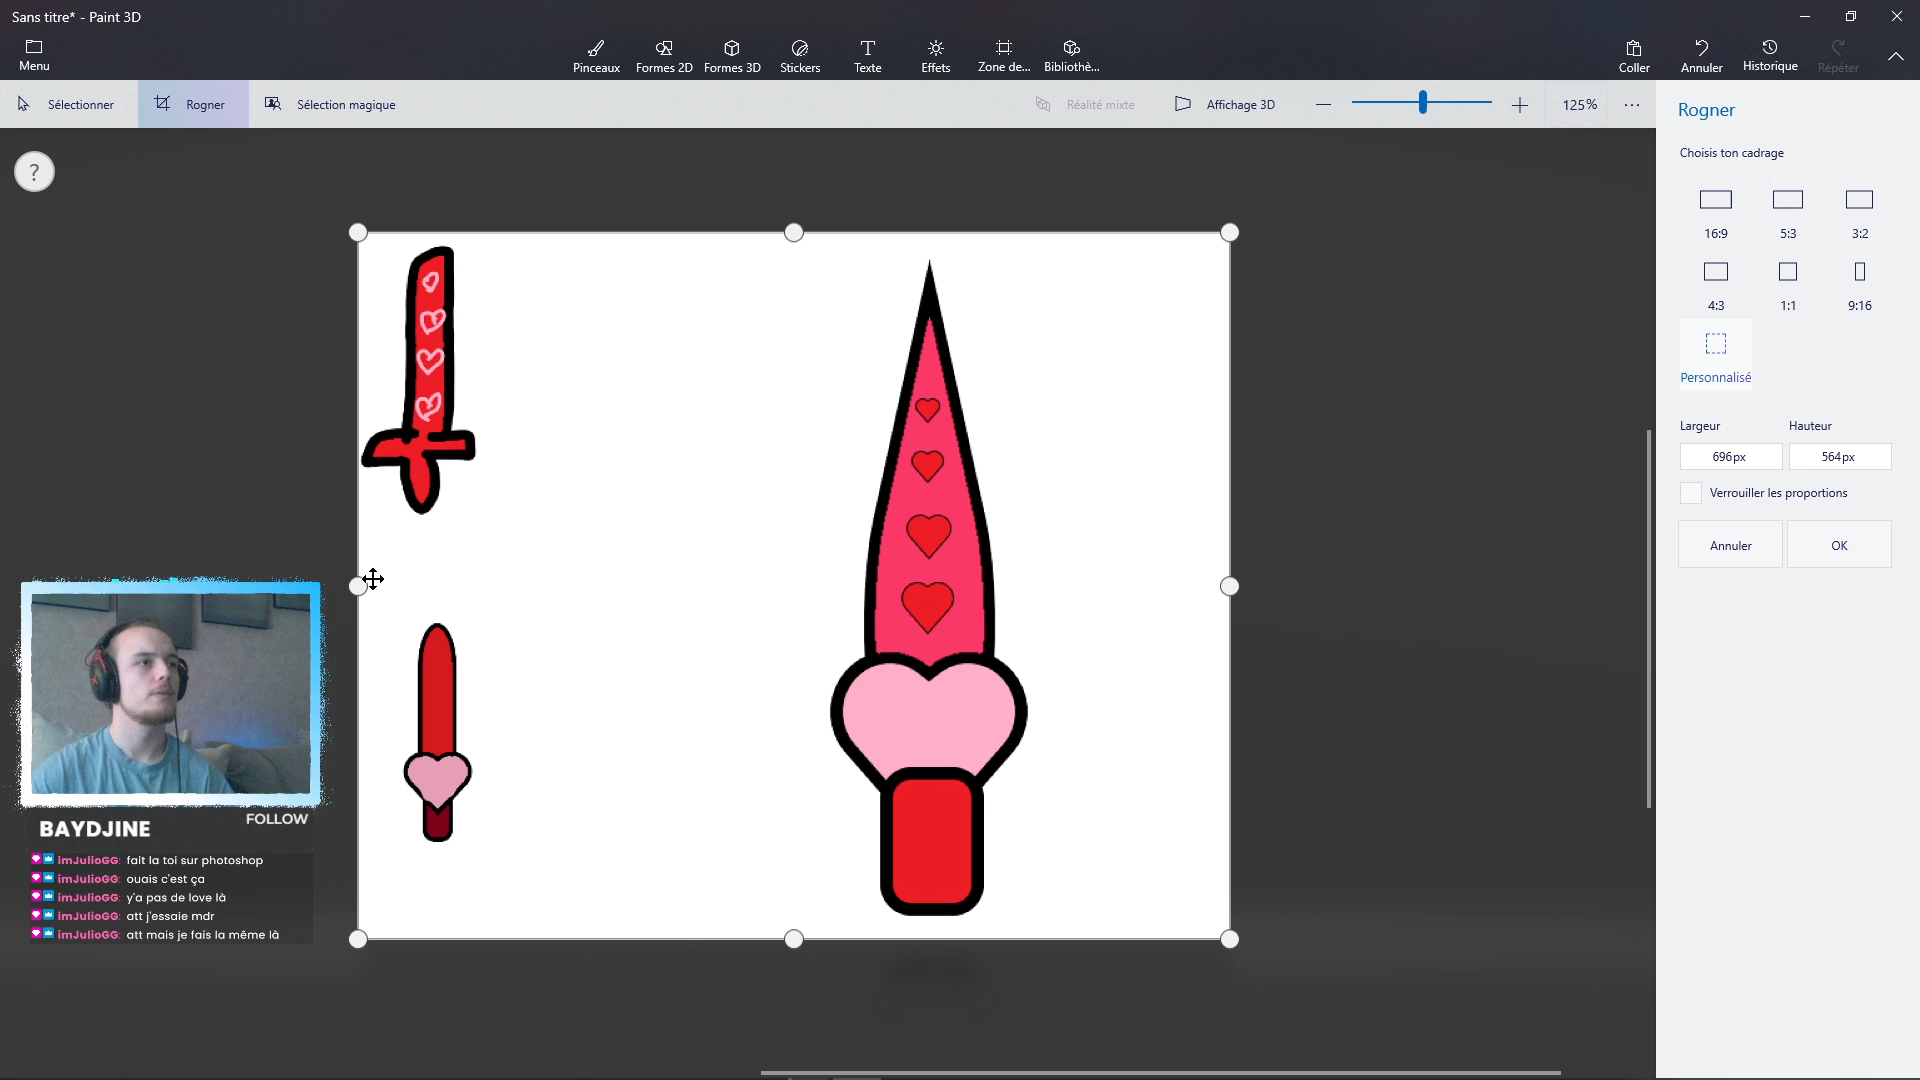 Sans titre* - Paint 3D
Menu
Pinceaux
Formes 2D
Formes 3D
Stickers
Texte
Effets
Zone de...
Bibliothè...
Coller
Annuler
Historique
Répéter
Sélectionner
Rogner
Sélection magique
Réalité mixte
Affichage 3D
125%
Rogner
Choisis ton cadrage
?
16:9
5:3
3:2
4:3
1:1
9:16
Personnalisé
Largeur
Hauteur
696px
564px
Verrouiller les proportions
Annuler
OK
BAYDJINE
FOLLOW
imJulioGG: fait la toi sur photoshop
imJulioGG: ouais c'est ça
imJulioGG: y'a pas de love là
imJulioGG: att j'essaie mdr
imJulioGG: att mais je fais la même là